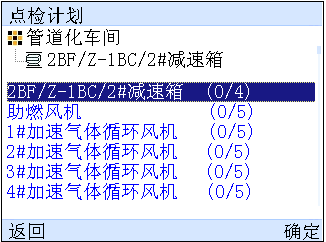 点检计划
管道化车间
2BF/Z-1BC/2#减速箱
2BF/Z-1BC/2#减速箱 (0/4)
助燃风机 (0/5)
1#加速气体循环风机 (0/5)
2#加速气体循环风机 (0/5)
3#加速气体循环风机 (0/5)
4#加速气体循环风机 (0/5)
返回 确定